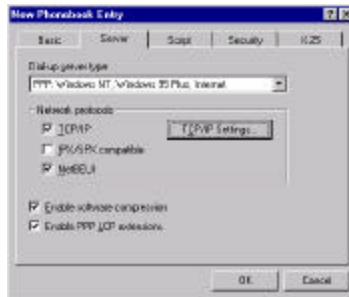 New Phonebook Entry
Basic Server Script Security X.25
Dial-up server type
PPP: Windows NT, Windows 95 Plus, Internet
Network protocols
TCP/IP TCP/IP Settings...
IPX/SPX compatible
NetBEUI
Enable software compression
Enable PPP LCP extensions
OK Cancel